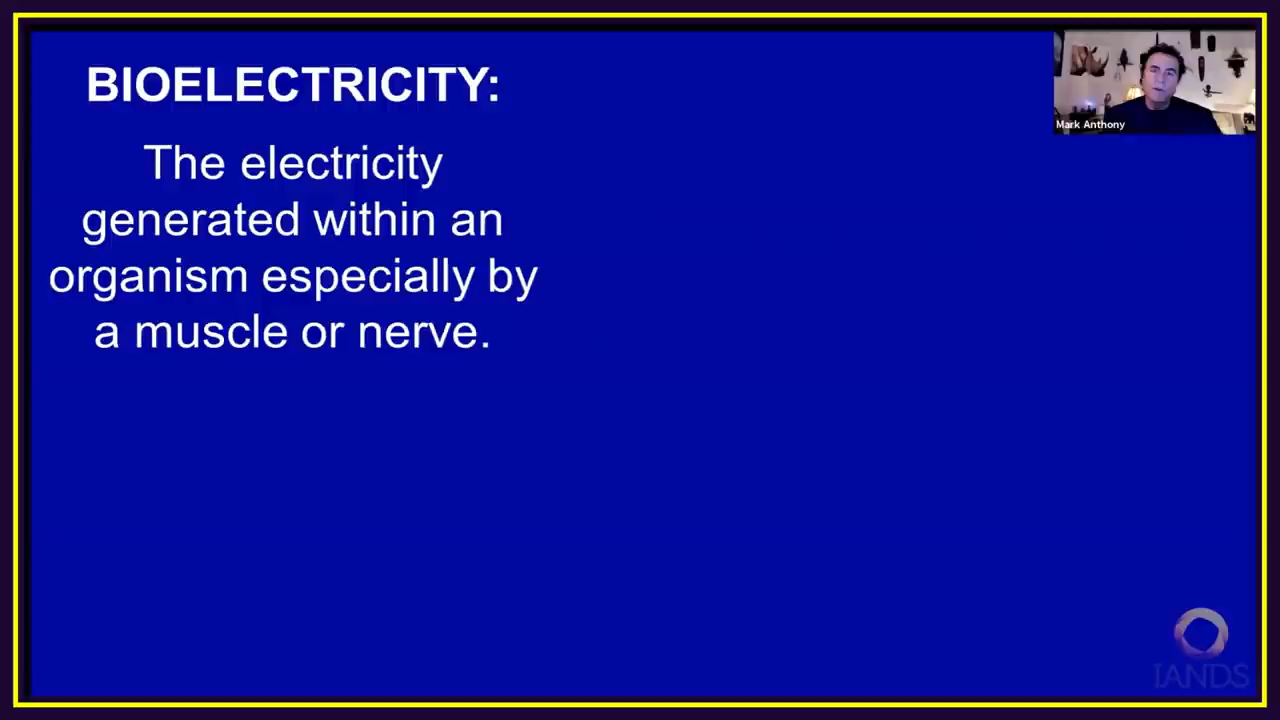 BIOELECTRICITY:
The electricity
generated within an
organism especially by
a muscle or nerve.
Mark Anthony
IANDS